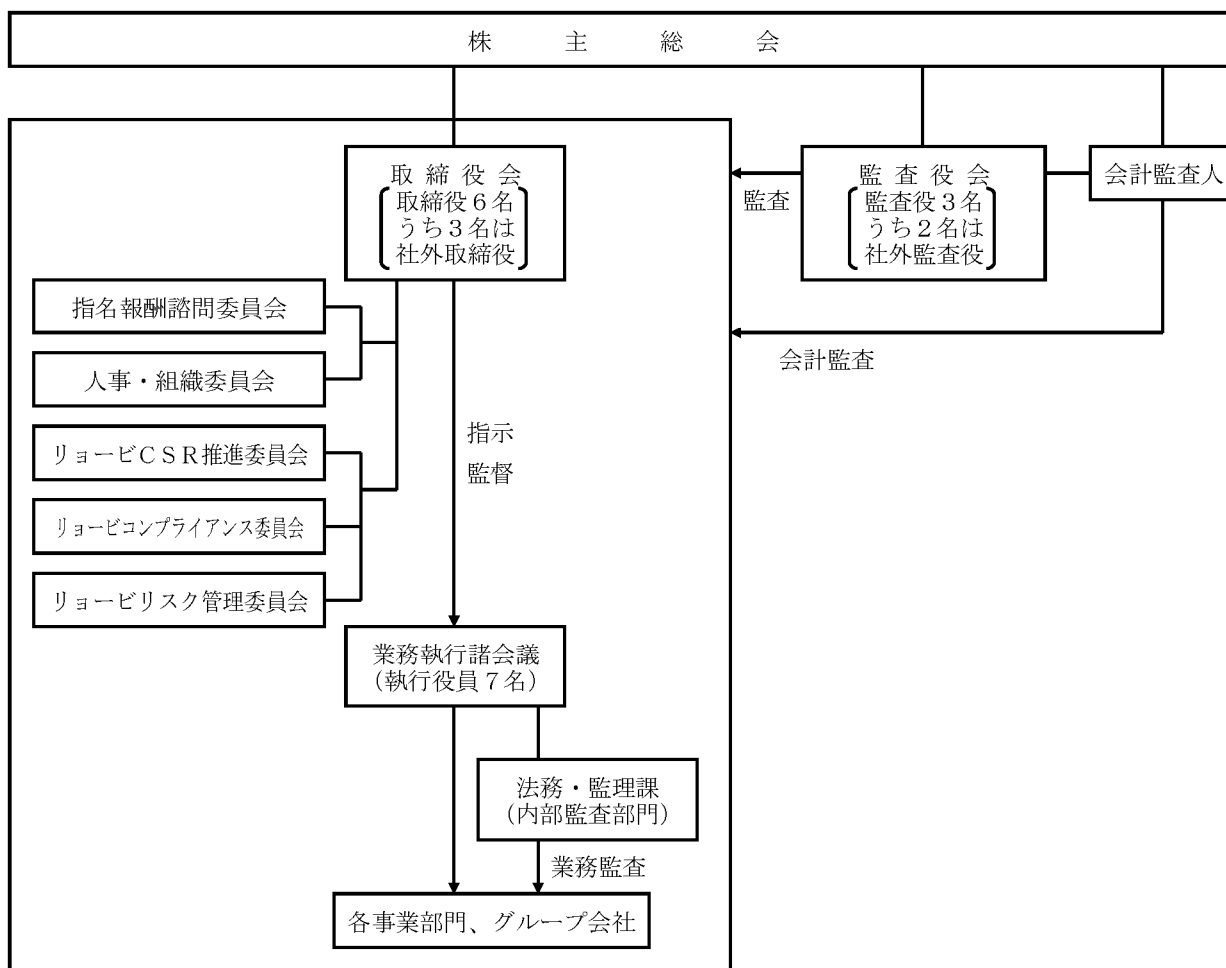 株主総会
取締役会
取締役６名
うち３名は
社外取締役
監査
監査役会
監査役３名
うち２名は
社外監査役
会計監査人
会計監査
指名報酬諮問委員会
人事・組織委員会
リョービＣＳＲ推進委員会
リョービコンプライアンス委員会
リョービリスク管理委員会
指示
監督
業務執行諸会議
（執行役員７名）
法務・監理課
（内部監査部門）
業務監査
各事業部門、グループ会社